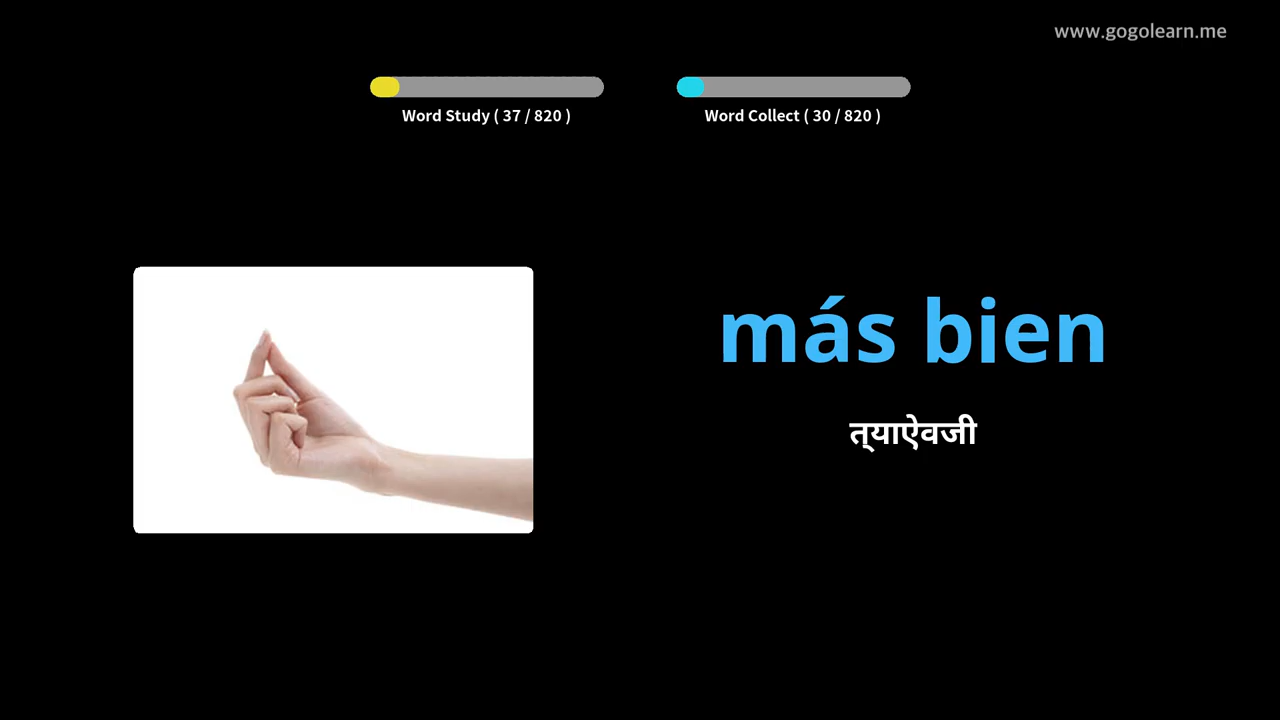 www.gogolearn.me
Word Study ( 37 / 820 )
Word Collect ( 30 / 820 )
más bien
त्याऐवजी